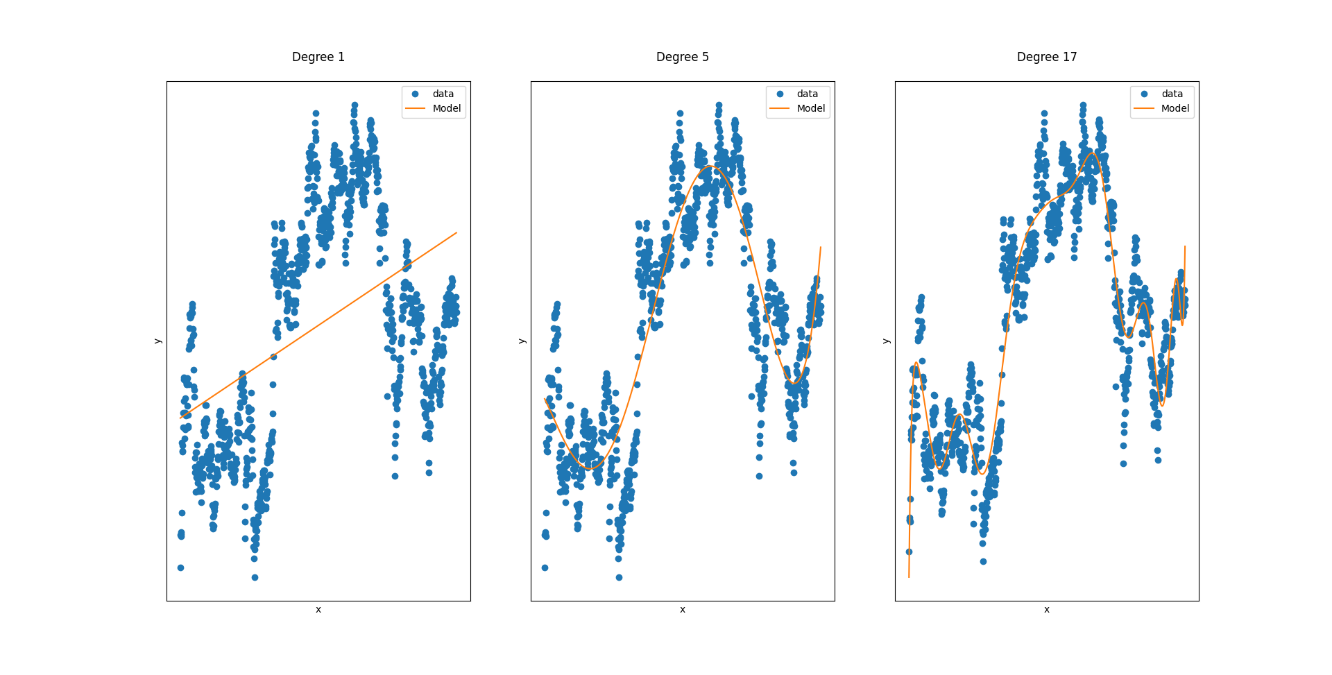 Degree 1
data
Model
y
x
Degree 5
data
Model
y
x
Degree 17
data
Model
y
x